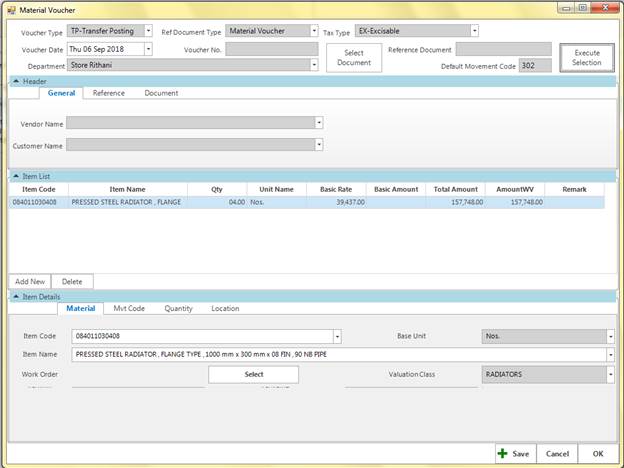 Material Voucher
Voucher Type TP-Transfer Posting Ref Document Type Material Voucher Tax Type EX-Excisable
Voucher Date Thu 06 Sep 2018 Voucher No. Select Document Reference Document Execute Selection
Department Store Rithani Default Movement Code 302
Header
General Reference Document
Vendor Name
Customer Name
Item List
Item Code Item Name Qty Unit Name Basic Rate Basic Amount Total Amount AmountWV Remark
084011030408 PRESSED STEEL RADIATOR , FLANGE 04.00 Nos. 39,437.00 157,748.00 157,748.00
Add New Delete
Item Details
Material Mvt Code Quantity Location
Item Code 084011030408 Base Unit Nos.
Item Name PRESSED STEEL RADIATOR , FLANGE TYPE ,1000 mm x 300 mm x 08 FIN , 90 NB PIPE
Work Order Select Valuation Class RADIATORS
Save Cancel OK